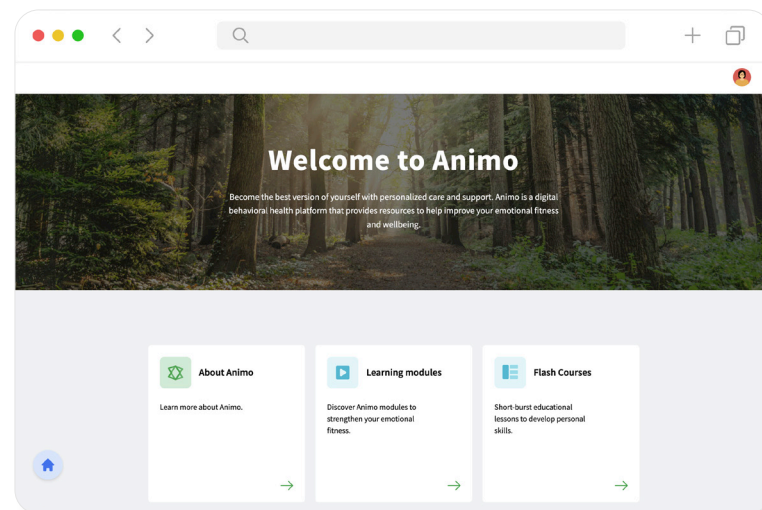 Welcome to Animo
Become the best version of yourself with personalized care and support. Animo is a digital
behavioral health platform that provides resources to help improve your emotional fitness
and wellbeing.
About Animo
Learn more about Animo.
Learning modules
Discover Animo modules to
strengthen your emotional
fitness.
Flash Courses
Short-burst educational
lessons to develop personal
skills.